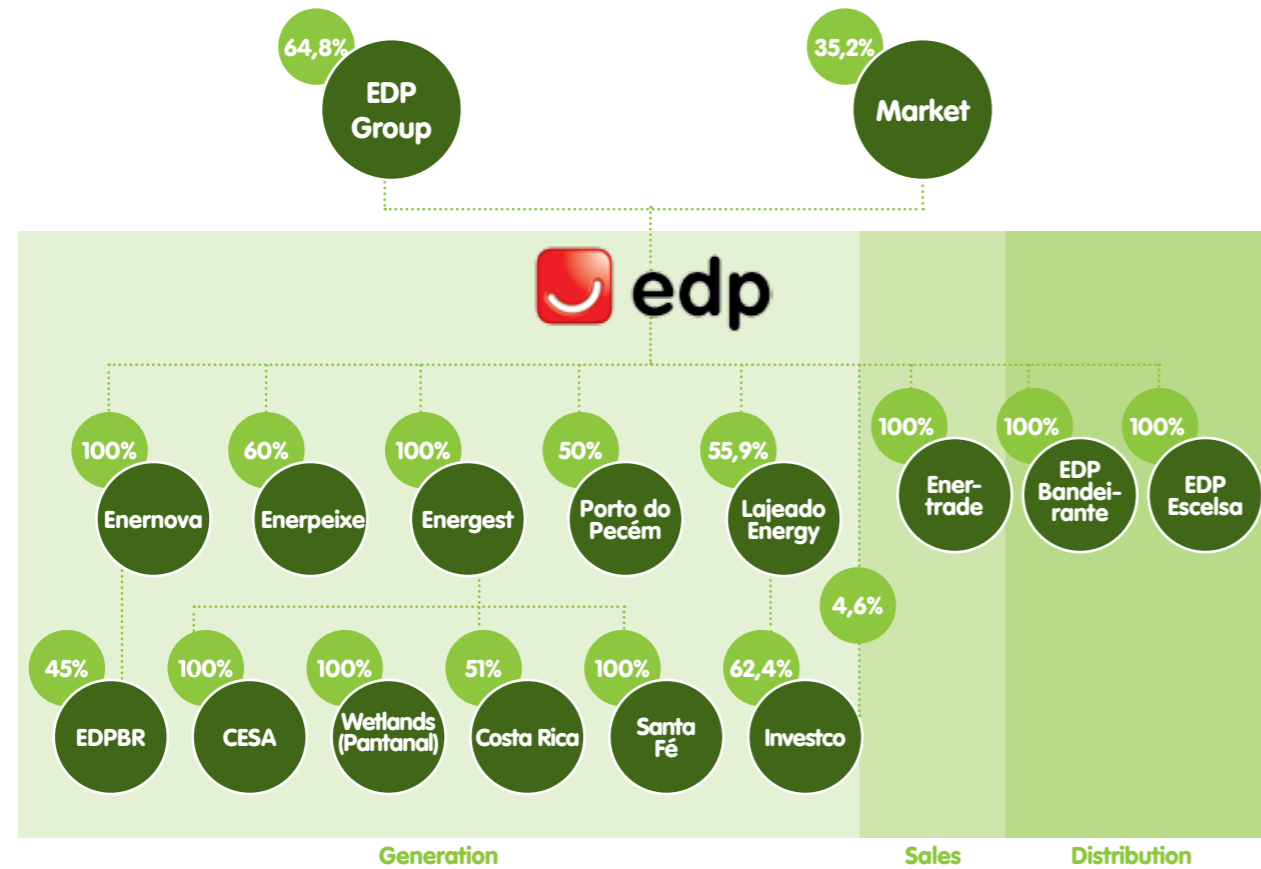 64,8%
EDP
Group
35,2%
Market
edp
100%
Enernova
60%
Enerpeixe
100%
Energest
50%
Porto do
Pecém
55,9%
Lajeado
Energy
100%
Ener-
trade
100%
EDP
Bandei-
rante
100%
EDP
Escelsa
4,6%
45%
EDPBR
100%
CESA
100%
Wetlands
(Pantanal)
51%
Costa Rica
100%
Santa
Fé
62,4%
Investco
Generation
Sales
Distribution